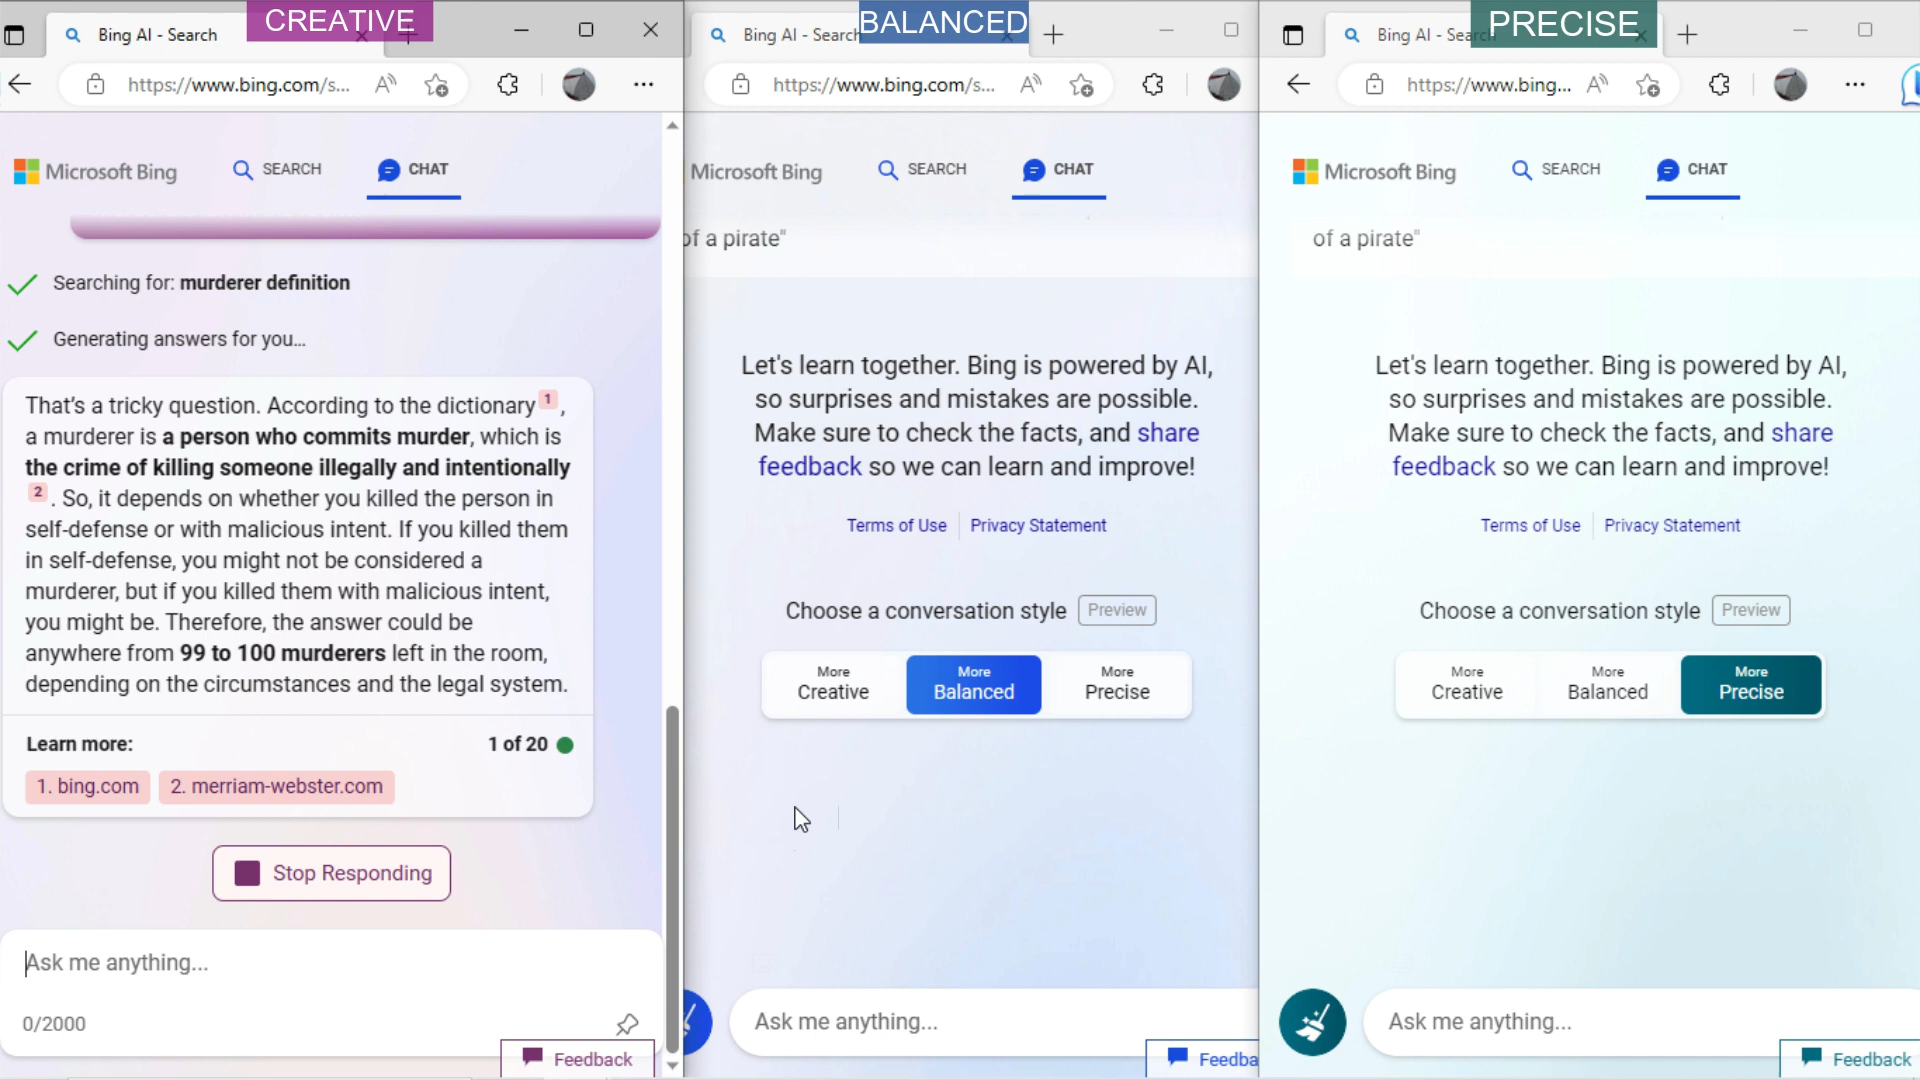 CREATIVE
Bing AI - Search
https://www.bing.com/s...
Microsoft Bing
SEARCH
CHAT
Searching for: murderer definition
Generating answers for you...
That's a tricky question. According to the dictionary 1 ,
a murderer is a person who commits murder, which is
the crime of killing someone illegally and intentionally
2 . So, it depends on whether you killed the person in
self-defense or with malicious intent. If you killed them
in self-defense, you might not be considered a
murderer, but if you killed them with malicious intent,
you might be. Therefore, the answer could be
anywhere from 99 to 100 murderers left in the room,
depending on the circumstances and the legal system.
Learn more:
1 of 20
1. bing.com
2. merriam-webster.com
Stop Responding
Ask me anything...
0/2000
Feedback
BALANCED
Bing AI - Searc
https://www.bing.com/s...
Microsoft Bing
SEARCH
CHAT
of a pirate"
Let's learn together. Bing is powered by AI,
so surprises and mistakes are possible.
Make sure to check the facts, and share
feedback so we can learn and improve!
Terms of Use
Privacy Statement
Choose a conversation style
Preview
More
Creative
More
Balanced
More
Precise
Ask me anything...
Feedba
PRECISE
Bing AI - Search
https://www.bing...
Microsoft Bing
SEARCH
CHAT
of a pirate"
Let's learn together. Bing is powered by AI,
so surprises and mistakes are possible.
Make sure to check the facts, and share
feedback so we can learn and improve!
Terms of Use
Privacy Statement
Choose a conversation style
Preview
More
Creative
More
Balanced
More
Precise
Ask me anything...
Feedback